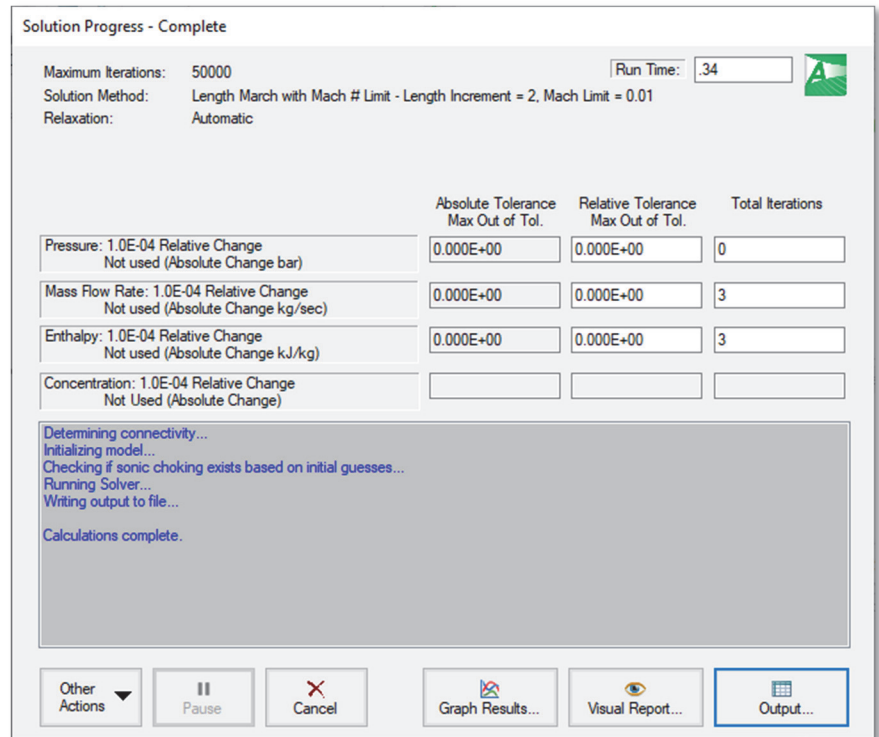 Solution Progress - Complete
Maximum Iterations: 50000
Run Time: .34
Solution Method: Length March with Mach # Limit - Length Increment = 2, Mach Limit = 0.01
Relaxation: Automatic
Absolute Tolerance Relative Tolerance Total Iterations
Max Out of Tol. Max Out of Tol.
Pressure: 1.0E-04 Relative Change 0.000E+00 0.000E+00 0
Not used (Absolute Change bar)
Mass Flow Rate: 1.0E-04 Relative Change 0.000E+00 0.000E+00 3
Not used (Absolute Change kg/sec)
Enthalpy: 1.0E-04 Relative Change 0.000E+00 0.000E+00 3
Not used (Absolute Change kJ/kg)
Concentration: 1.0E-04 Relative Change
Not Used (Absolute Change)
Determining connectivity...
Initializing model...
Checking if sonic choking exists based on initial guesses...
Running Solver...
Writing output to file...
Calculations complete.
Other Actions
Pause
Cancel
Graph Results...
Visual Report...
Output...